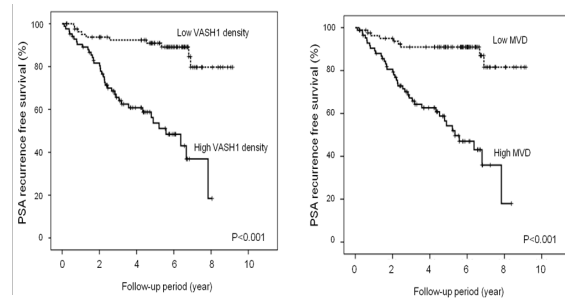 PSA recurrence free survival (%)
100
80
60
40
20
0
Low VASH1 density
High VASH1 density
P<0.001
0 2 4 6 8 10
Follow-up period (year)
PSA recurrence free survival (%)
100
80
60
40
20
0
Low MVD
High MVD
P<0.001
0 2 4 6 8 10
Follow-up period (year)